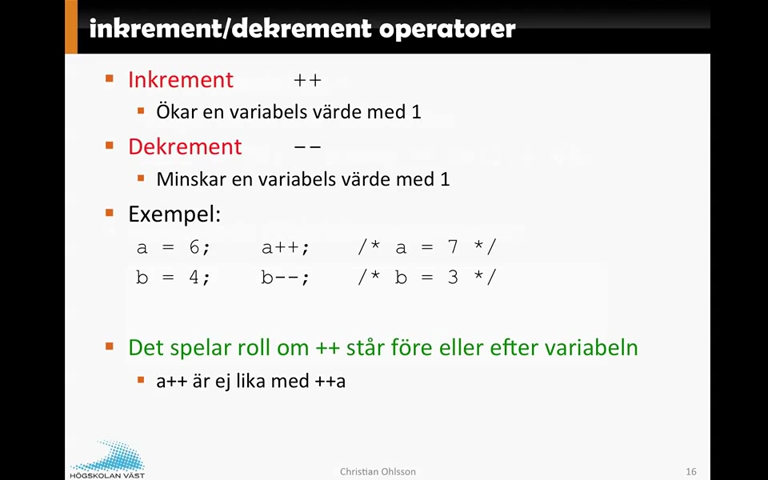 inkrement/dekrement operatorer
Inkrement ++
Ökar en variabels värde med 1
Dekrement --
Minskar en variabels värde med 1
Exempel:
a = 6; a++; /* a = 7 */
b = 4; b--; /* b = 3 */
Det spelar roll om ++ står före eller efter variabeln
a++ är ej lika med ++a
HÖGSKOLAN VÄST
Christian Ohlsson
16